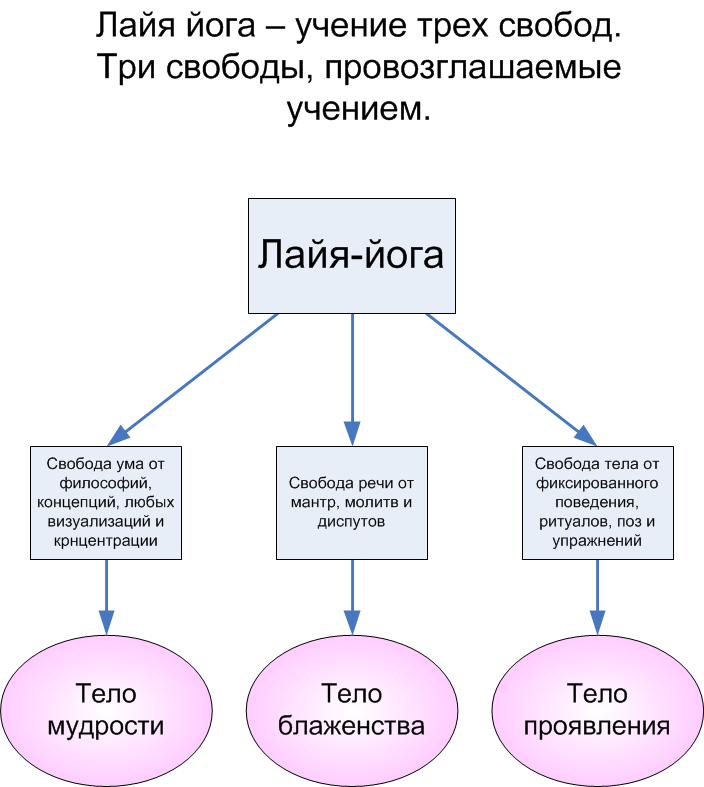 Лайя йога – учение трех свобод.
Три свободы, провозглашаемые
учением.
Лайя-йога
Свобода ума от
философий,
концепций, любых
визуализаций и
крнцентрации
Свобода речи от
мантр, молитв и
диспутов
Свобода тела от
фиксированного
поведения,
ритуалов, поз и
упражнений
Тело
мудрости
Тело
блаженства
Тело
проявления